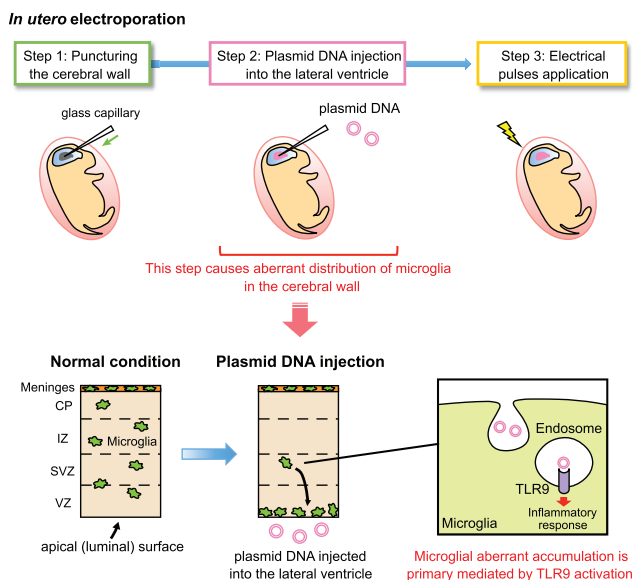 In utero electroporation
Step 1: Puncturing
the cerebral wall
Step 2: Plasmid DNA injection
into the lateral ventricle
Step 3: Electrical
pulses application
glass capillary
plasmid DNA
This step causes aberrant distribution of microglia
in the cerebral wall
Normal condition
Plasmid DNA injection
Meninges
CP
IZ
Microglia
SVZ
VZ
apical (luminal) surface
plasmid DNA injected
into the lateral ventricle
Endosome
TLR9
Inflammatory
response
Microglia
Microglial aberrant accumulation is
primary mediated by TLR9 activation